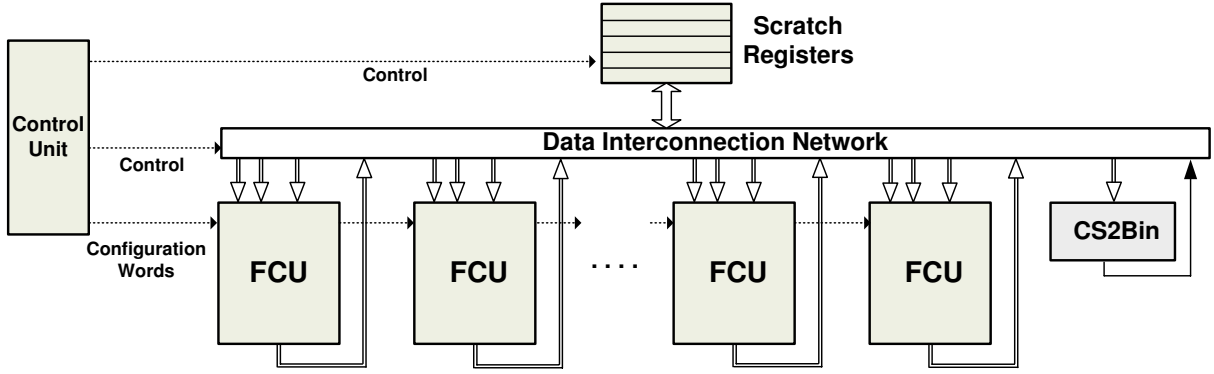 Scratch
Registers
Control
Control
Unit
Data Interconnection Network
Control
Configuration
Words
FCU
FCU
. . . .
FCU
FCU
CS2Bin